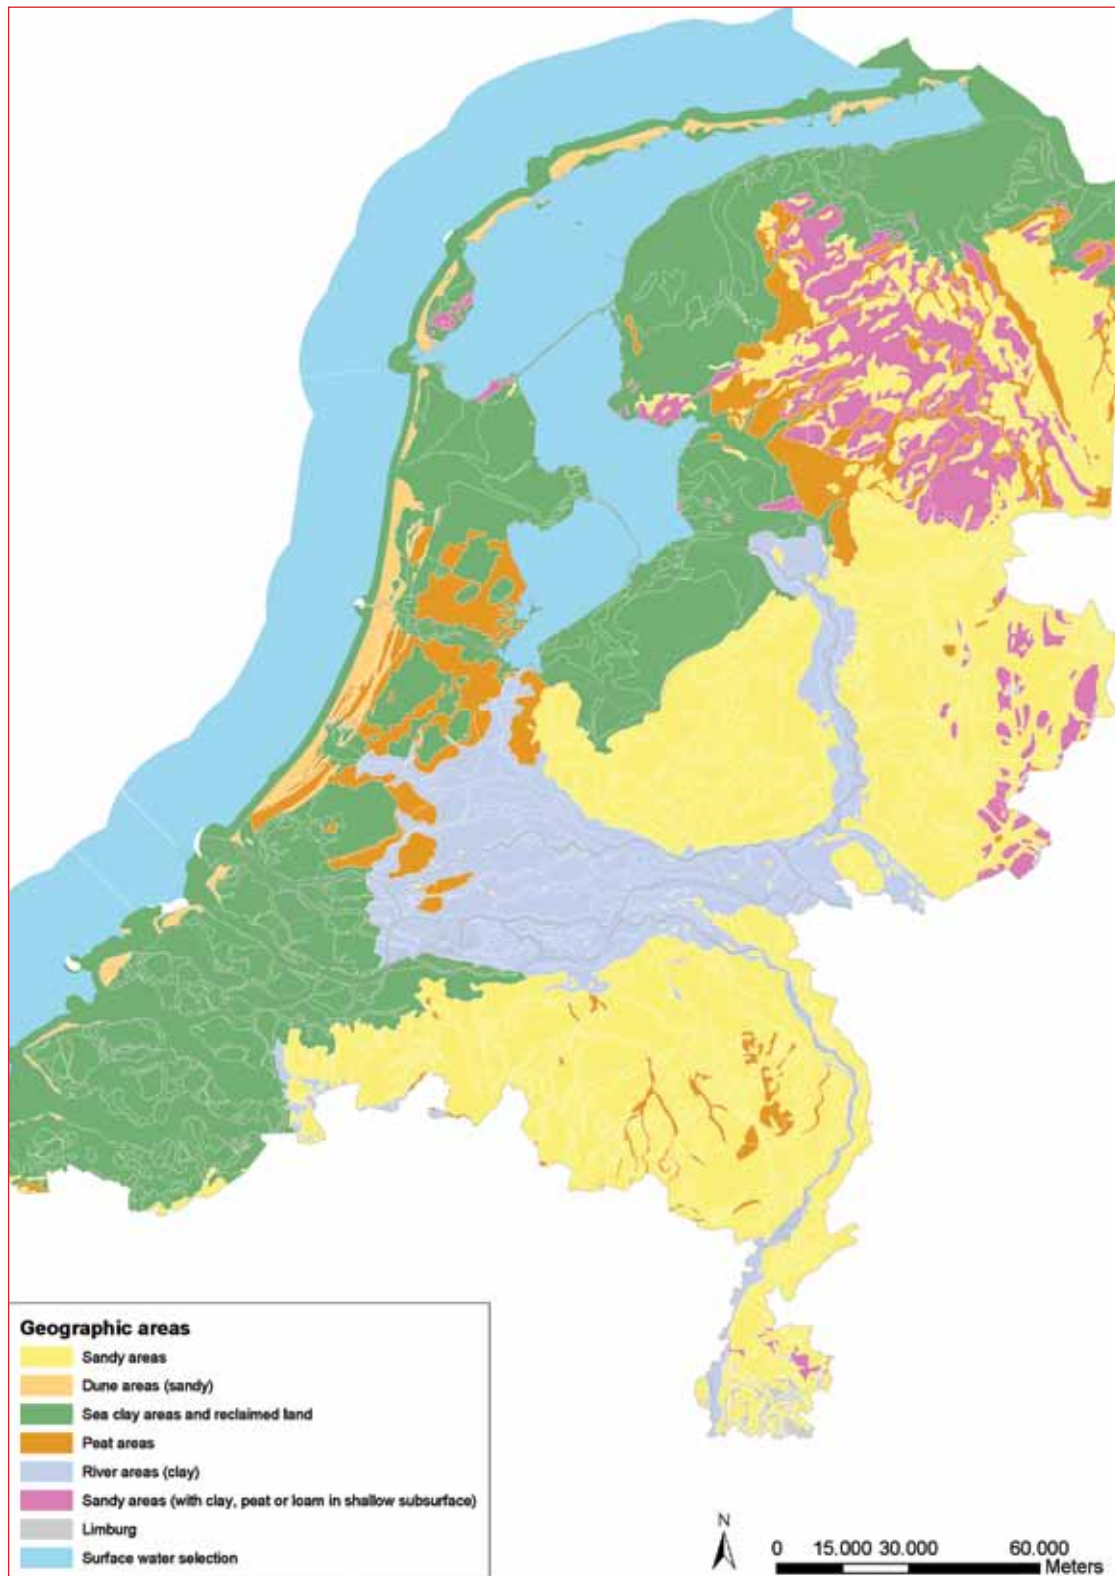 Geographic areas
Sandy areas
Dune areas (sandy)
Sea clay areas and reclaimed land
Peat areas
River areas (clay)
Sandy areas (with clay, peat or loam in shallow subsurface)
Limburg
Surface water selection
N
0 15.000 30.000 60.000
Meters